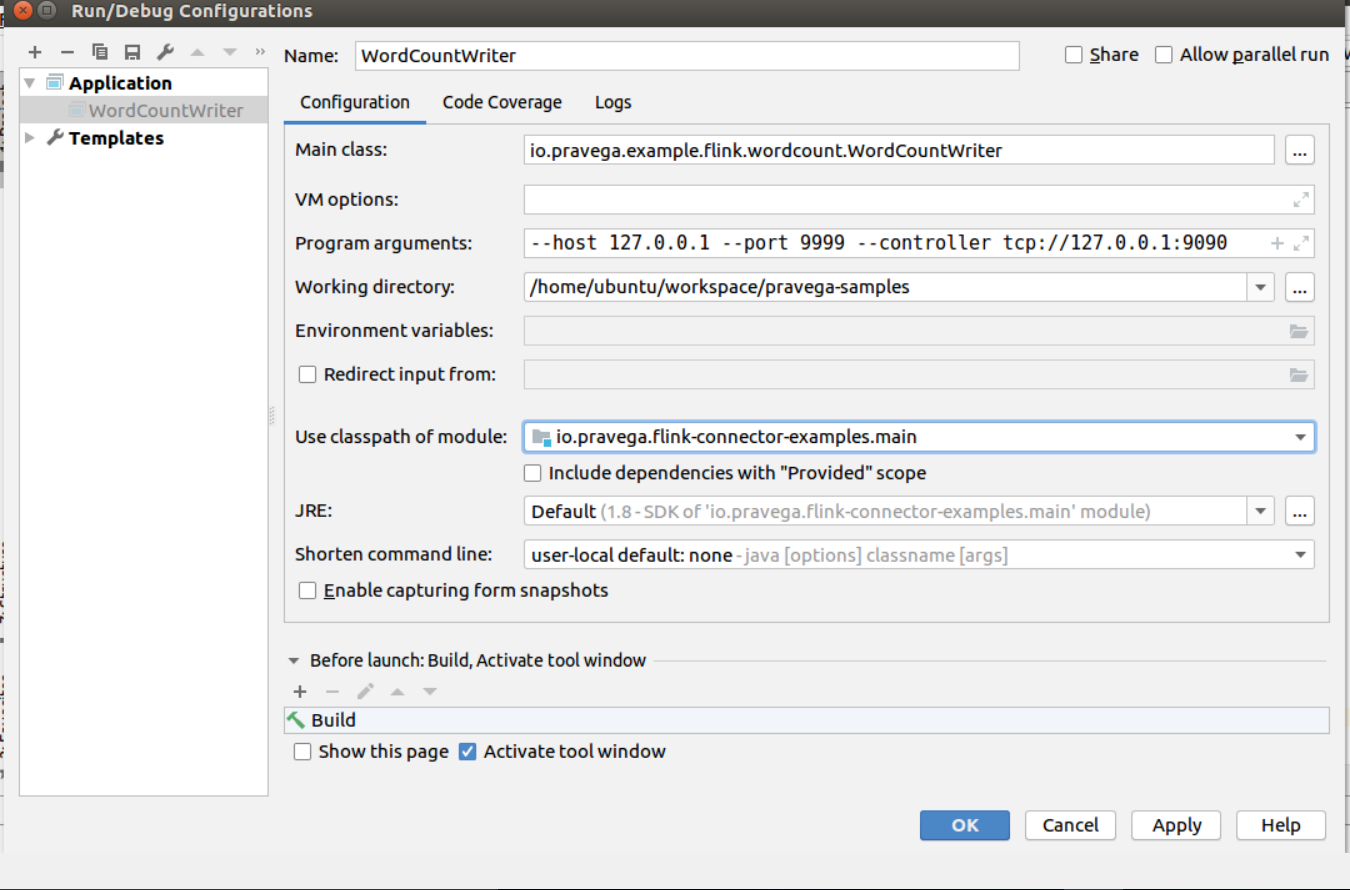 Run/Debug Configurations
Name: WordCountWriter Share Allow parallel run
Application
WordCountWriter
Templates
Configuration Code Coverage Logs
Main class: io.pravega.example.flink.wordcount.WordCountWriter ...
VM options:
Program arguments: --host 127.0.0.1 --port 9999 --controller tcp://127.0.0.1:9090
Working directory: /home/ubuntu/workspace/pravega-samples ...
Environment variables:
Redirect input from:
Use classpath of module: io.pravega.flink-connector-examples.main
Include dependencies with "Provided" scope
JRE: Default (1.8 - SDK of 'io.pravega.flink-connector-examples.main' module) ...
Shorten command line: user-local default: none - java [options] classname [args]
Enable capturing form snapshots
Before launch: Build, Activate tool window
Build
Show this page Activate tool window
OK Cancel Apply Help